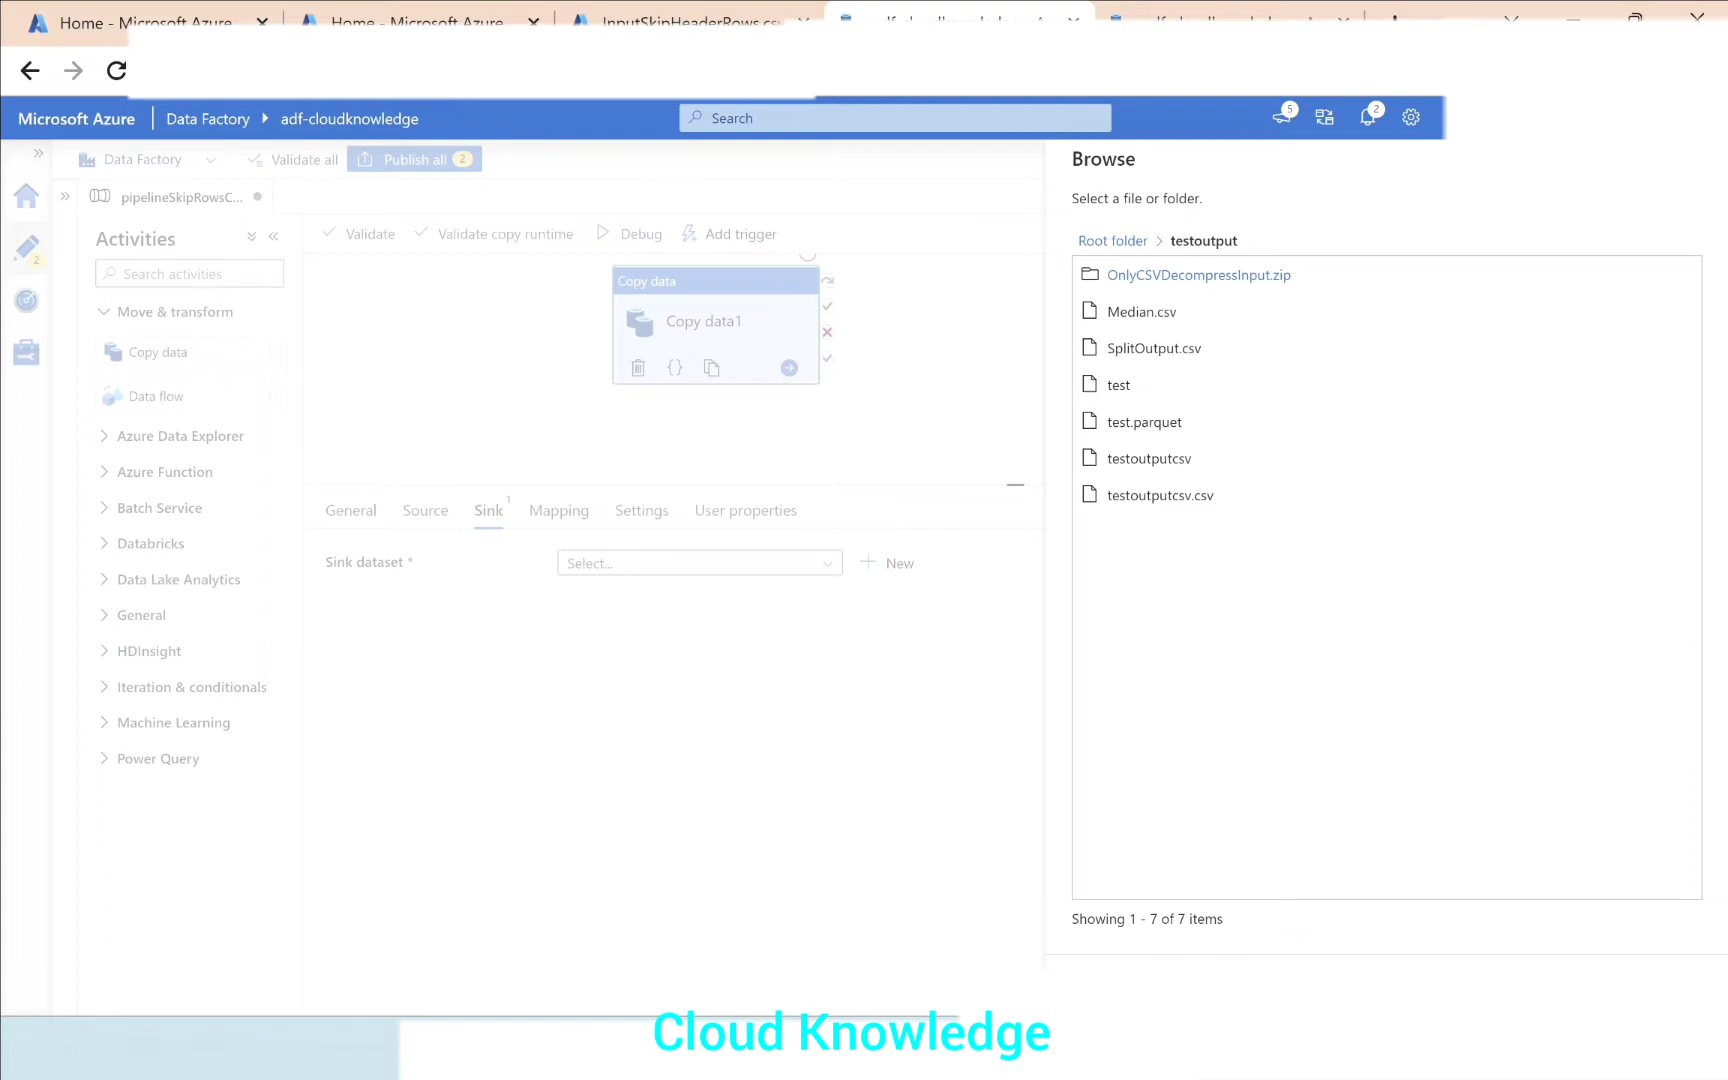 Home - Microsoft Azure
Home - Microsoft Azure
InputSkipHeaderRows.csv
Microsoft Azure
Data Factory
adf-cloudknowledge
Search
5
2
Data Factory
Validate all
Publish all
2
pipelineSkipRowsC...
2
Activities
Search activities
Move & transform
Copy data
Data flow
Azure Data Explorer
Azure Function
Batch Service
Databricks
Data Lake Analytics
General
HDInsight
Iteration & conditionals
Machine Learning
Power Query
Validate
Validate copy runtime
Debug
Add trigger
Copy data
Copy data1
{}
General
Source
Sink
1
Mapping
Settings
User properties
Sink dataset *
Select...
New
Browse
Select a file or folder.
Root folder > testoutput
OnlyCSVDecompressInput.zip
Median.csv
SplitOutput.csv
test
test.parquet
testoutputcsv
testoutputcsv.csv
Showing 1 - 7 of 7 items
Cloud Knowledge